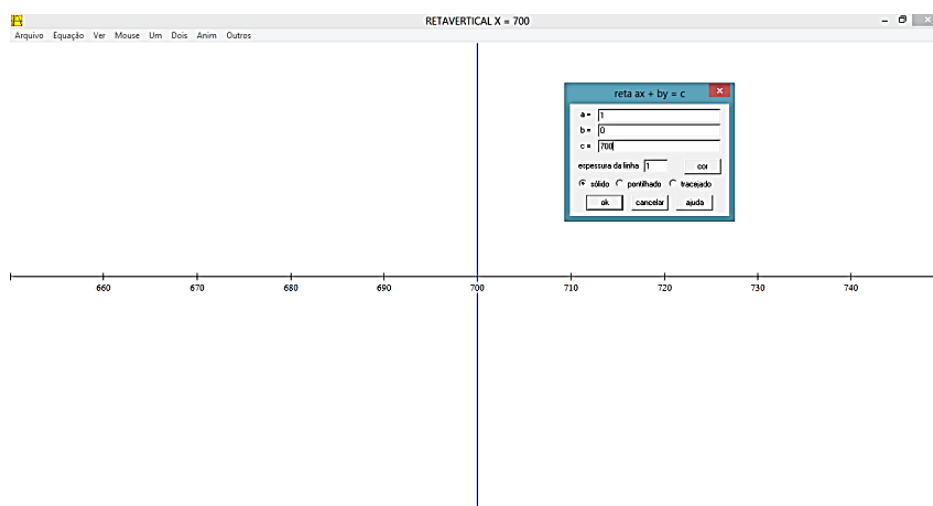 RETAVERTICAL X = 700
Arquivo Equação Ver Mouse Um Dois Anim Outros
reta ax + by = c
a = 1
b = 0
c = 700
espessura da linha 1 cor
sólido pontilhado tracejado
ok cancelar ajuda
660 670 680 690 700 710 720 730 740